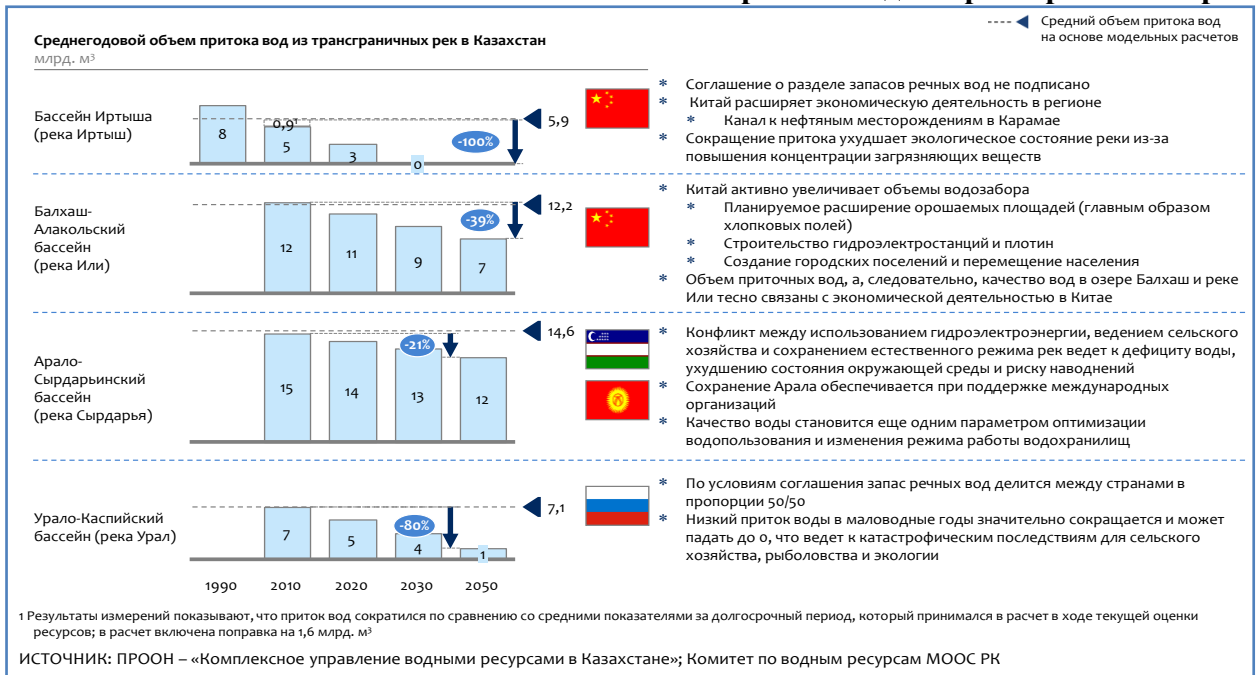 Средний объем притока вод
на основе модельных расчетов
Среднегодовой объем притока вод из трансграничных рек в Казахстан
млрд. м³
Бассейн Иртыша
(река Иртыш)
8
0,9¹
5
3
0
-100%
5,9
* Соглашение о разделе запасов речных вод не подписано
* Китай расширяет экономическую деятельность в регионе
* Канал к нефтяным месторождениям в Карамае
* Сокращение притока ухудшает экологическое состояние реки из-за
повышения концентрации загрязняющих веществ
Балхаш-
Алакольский
бассейн
(река Или)
12
11
9
7
-39%
12,2
* Китай активно увеличивает объемы водозабора
* Планируемое расширение орошаемых площадей (главным образом
хлопковых полей)
* Строительство гидроэлектростанций и плотин
* Создание городских поселений и перемещение населения
* Объем приточных вод, а, следовательно, качество вод в озере Балхаш и реке
Или тесно связаны с экономической деятельностью в Китае
Арало-
Сырдарьинский
бассейн
(река Сырдарья)
15
14
13
12
-21%
14,6
* Конфликт между использованием гидроэлектроэнергии, ведением сельского
хозяйства и сохранением естественного режима рек ведет к дефициту воды,
ухудшению состояния окружающей среды и риску наводнений
* Сохранение Арала обеспечивается при поддержке международных
организаций
* Качество воды становится еще одним параметром оптимизации
водопользования и изменения режима работы водохранилищ
Урало-Каспийский
бассейн (река Урал)
7
5
4
1
-80%
7,1
* По условиям соглашения запас речных вод делится между странами в
пропорции 50/50
* Низкий приток воды в маловодные годы значительно сокращается и может
падать до 0, что ведет к катастрофическим последствиям для сельского
хозяйства, рыболовства и экологии
1990 2010 2020 2030 2050
1 Результаты измерений показывают, что приток вод сократился по сравнению со средними показателями за долгосрочный период, который принимался в расчет в ходе текущей оценки
ресурсов; в расчет включена поправка на 1,6 млрд. м³
ИСТОЧНИК: ПРООН – «Комплексное управление водными ресурсами в Казахстане»; Комитет по водным ресурсам МООС РК